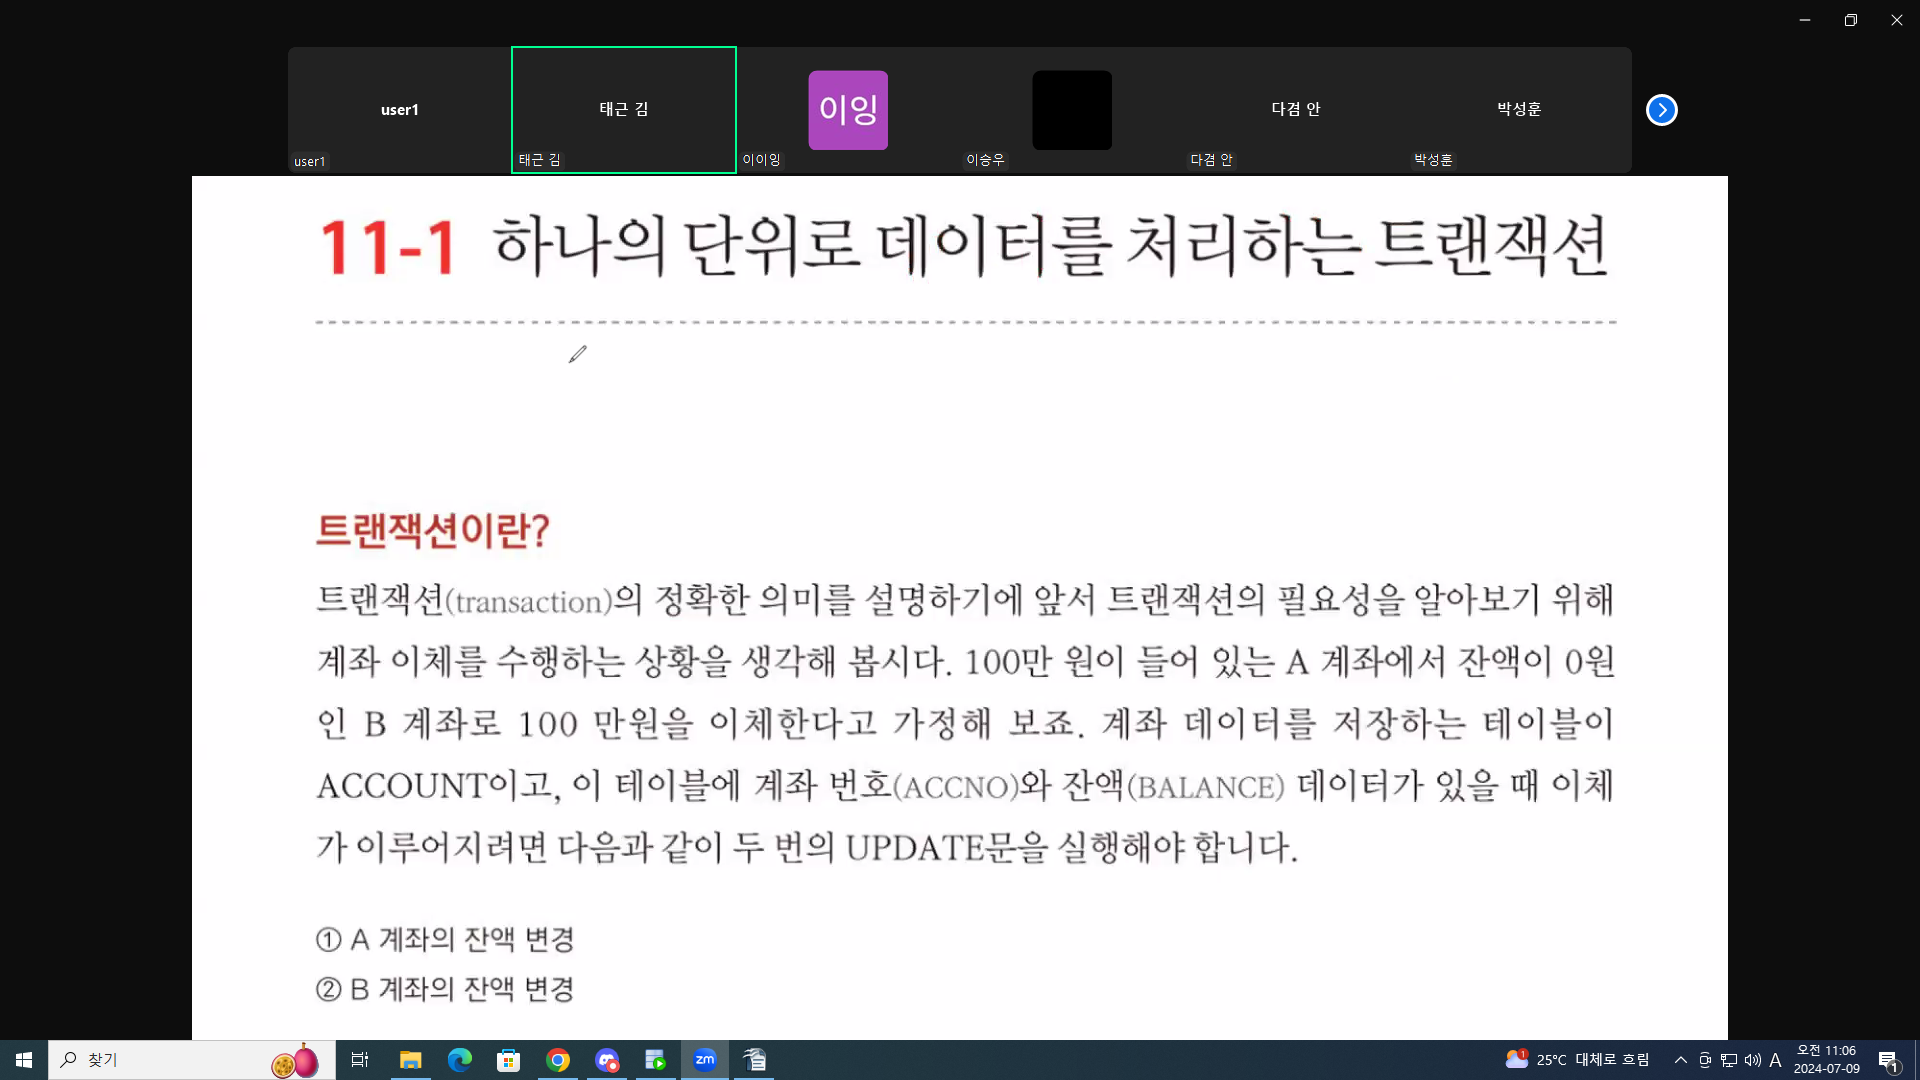 user1
태근 김
이잉
다겸 안
박성훈
user1
태근 김
이이잉
이승우
다겸 안
박성훈
11-1 하나의 단위로 데이터를 처리하는 트랜잭션
트랜잭션이란?
트랜잭션(transaction)의 정확한 의미를 설명하기에 앞서 트랜잭션의 필요성을 알아보기 위해
계좌 이체를 수행하는 상황을 생각해 봅시다. 100만 원이 들어 있는 A 계좌에서 잔액이 0원
인 B 계좌로 100 만원을 이체한다고 가정해 보죠. 계좌 데이터를 저장하는 테이블이
ACCOUNT이고, 이 테이블에 계좌 번호(ACCNO)와 잔액(BALANCE) 데이터가 있을 때 이체
가 이루어지려면 다음과 같이 두 번의 UPDATE문을 실행해야 합니다.
① A 계좌의 잔액 변경
② B 계좌의 잔액 변경
찾기
zm
1
25°C 대체로 흐림
A
오전 11:06
2024-07-09
1